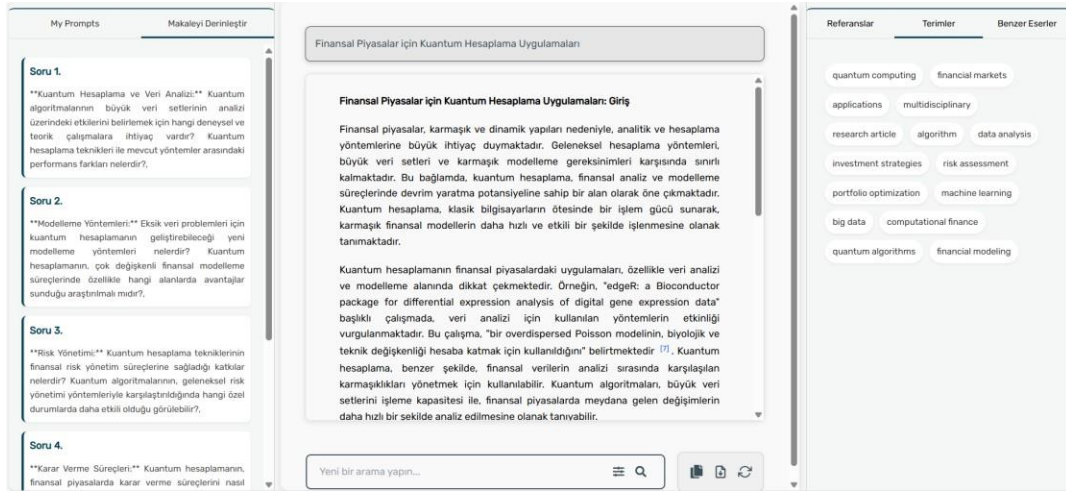 My Prompts
Makaleyi Derinleştir
Soru 1.
**Kuantum Hesaplama ve Veri Analizi:** Kuantum
algoritmalarının büyük veri setlerinin analizi
üzerindeki etkilerini belirlemek için hangi deneysel ve
teorik çalışmalara ihtiyaç vardır? Kuantum
hesaplama teknikleri ile mevcut yöntemler arasındaki
performans farkları nelerdir?,
Soru 2.
**Modelleme Yöntemleri:** Eksik veri problemleri için
kuantum hesaplamanın geliştirebileceği yeni
modelleme yöntemleri nelerdir? Kuantum
hesaplamanın, çok değişkenli finansal modelleme
süreçlerinde özellikle hangi alanlarda avantajlar
sunduğu araştırılmalı mıdır?,
Soru 3.
**Risk Yönetimi:** Kuantum hesaplama tekniklerinin
finansal risk yönetim süreçlerine sağladığı katkılar
nelerdir? Kuantum algoritmalarının, geleneksel risk
yönetimi yöntemleriyle karşılaştırıldığında hangi özel
durumlarda daha etkili olduğu görülebilir?,
Soru 4.
**Karar Verme Süreçleri:** Kuantum hesaplamanın,
finansal piyasalarda karar verme süreçlerini nasıl
Finansal Piyasalar için Kuantum Hesaplama Uygulamaları
Finansal Piyasalar için Kuantum Hesaplama Uygulamaları: Giriş
Finansal piyasalar, karmaşık ve dinamik yapıları nedeniyle, analitik ve hesaplama
yöntemlerine büyük ihtiyaç duymaktadır. Geleneksel hesaplama yöntemleri,
büyük veri setleri ve karmaşık modelleme gereksinimleri karşısında sınırlı
kalmaktadır. Bu bağlamda, kuantum hesaplama, finansal analiz ve modelleme
süreçlerinde devrim yaratma potansiyeline sahip bir alan olarak öne çıkmaktadır.
Kuantum hesaplama, klasik bilgisayarların ötesinde bir işlem gücü sunarak,
karmaşık finansal modellerin daha hızlı ve etkili bir şekilde işlenmesine olanak
tanımaktadır.
Kuantum hesaplamanın finansal piyasalardaki uygulamaları, özellikle veri analizi
ve modelleme alanında dikkat çekmektedir. Örneğin, "edgeR: a Bioconductor
package for differential expression analysis of digital gene expression data"
başlıklı çalışmada, veri analizi için kullanılan yöntemlerin etkinliği
vurgulanmaktadır. Bu çalışma, "bir overdispersed Poisson modelinin, biyolojik ve
teknik değişkenliği hesaba katmak için kullanıldığını" belirtmektedir [7] . Kuantum
hesaplama, benzer şekilde, finansal verilerin analizi sırasında karşılaşılan
karmaşıklıkları yönetmek için kullanılabilir. Kuantum algoritmaları, büyük veri
setlerini işleme kapasitesi ile, finansal piyasalarda meydana gelen değişimlerin
daha hızlı bir şekilde analiz edilmesine olanak tanıyabilir.
Yeni bir arama yapın...
Referanslar
Terimler
Benzer Eserler
quantum computing
financial markets
applications
multidisciplinary
research article
algorithm
data analysis
investment strategies
risk assessment
portfolio optimization
machine learning
big data
computational finance
quantum algorithms
financial modeling